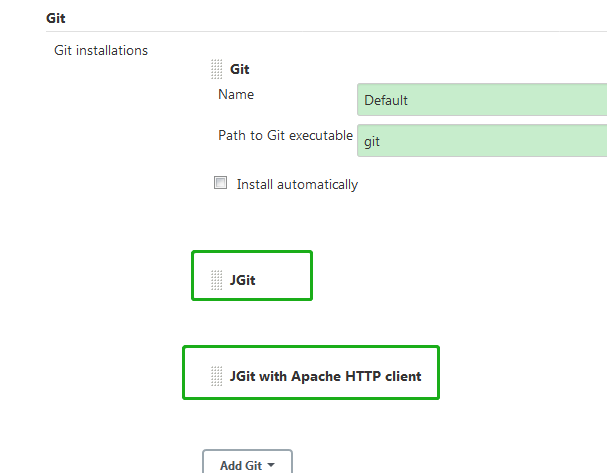 Git
Git installations
Git
Name
Default
Path to Git executable
git
Install automatically
JGit
JGit with Apache HTTP client
Add Git